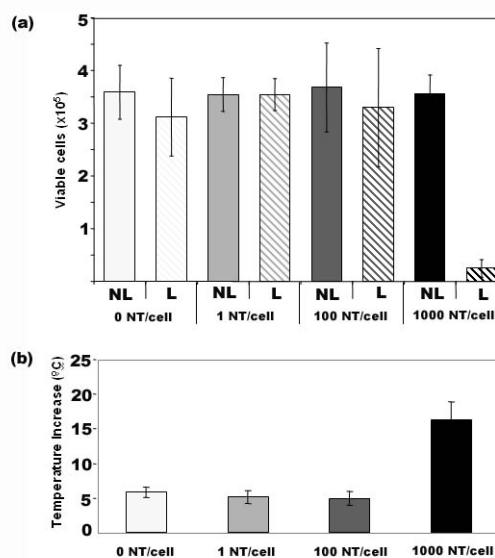 (a)
Viable cells (x10⁵)
5
4
3
2
1
NL L NL L NL L NL L
0 NT/cell 1 NT/cell 100 NT/cell 1000 NT/cell
(b)
Temperature Increase (ºC)
25
20
15
10
5
0
0 NT/cell 1 NT/cell 100 NT/cell 1000 NT/cell